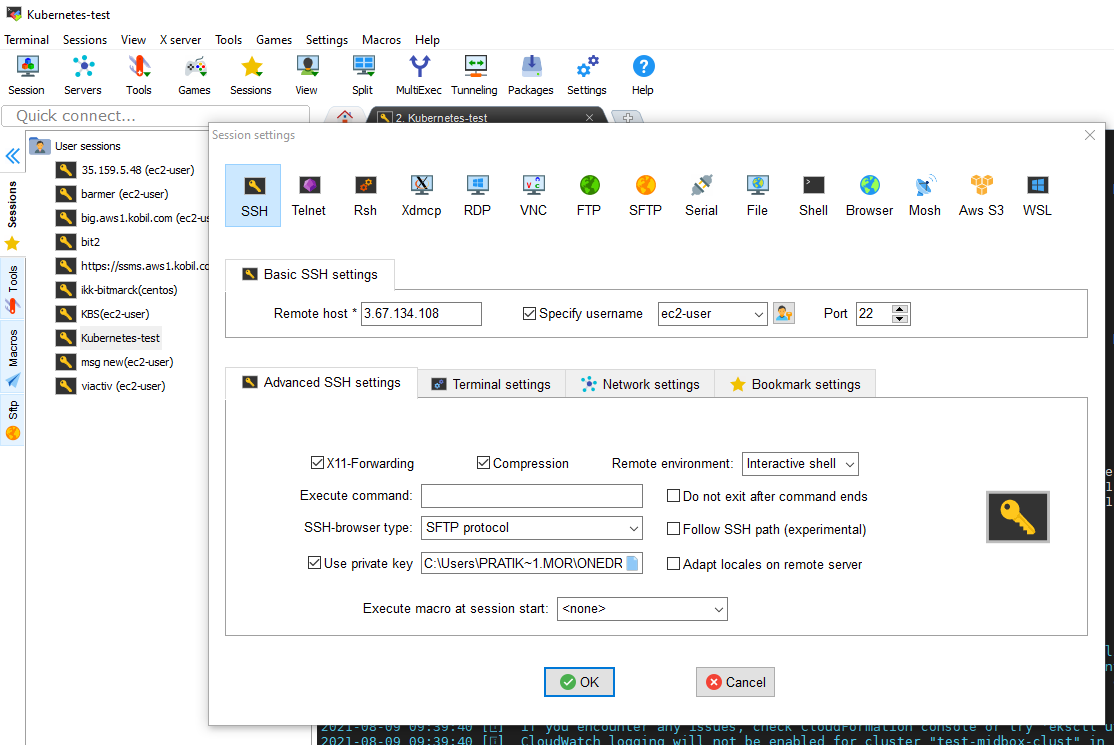 Kubernetes-test
Terminal Sessions View X server Tools Games Settings Macros Help
Session Servers Tools Games Sessions View Split MultiExec Tunneling Packages Settings Help
Quick connect...
2. Kubernetes-test
Session settings
Sessions
Tools
Macros
Sftp
User sessions
35.159.5.48 (ec2-user)
barmer (ec2-user)
big.aws1.kobil.com (ec2-us
bit2
https://ssms.aws1.kobil.co
ikk-bitmarck(centos)
KBS(ec2-user)
Kubernetes-test
msg new(ec2-user)
viactiv (ec2-user)
SSH Telnet Rsh Xdmcp RDP VNC FTP SFTP Serial File Shell Browser Mosh Aws S3 WSL
Basic SSH settings
Remote host * 3.67.134.108 Specify username ec2-user Port 22
Advanced SSH settings Terminal settings Network settings Bookmark settings
X11-Forwarding Compression Remote environment: Interactive shell
Execute command: Do not exit after command ends
SSH-browser type: SFTP protocol Follow SSH path (experimental)
Use private key C:\Users\PRATIK~1.MOR\ONEDR Adapt locales on remote server
Execute macro at session start: <none>
OK Cancel
2021-08-09 09:39:40 [ℹ] If you encounter any issues, check CloudFormation console or try 'eksctl u
2021-08-09 09:39:40 [ℹ] CloudWatch logging will not be enabled for cluster "test-midbox-clust" in